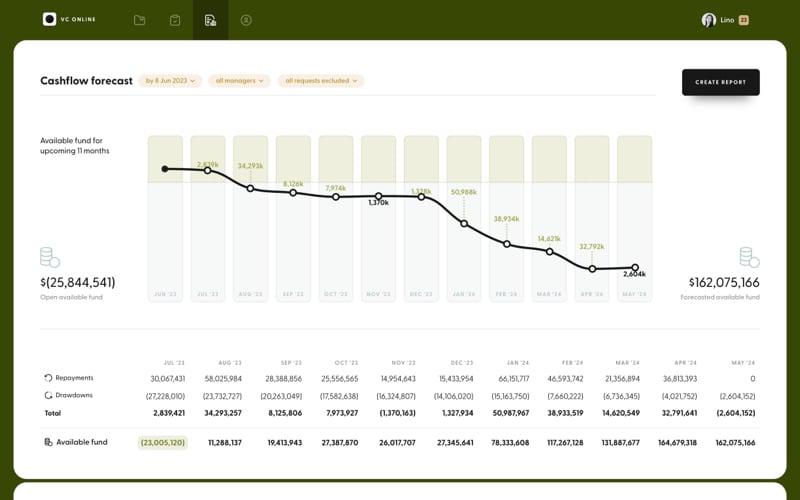 VC ONLINE
Lino 23
Cashflow forecast by 8 Jun 2023 all managers all requests excluded
CREATE REPORT
Available fund for
upcoming 11 months
2,839k 34,293k 8,126k 7,974k 1,370k 1,328k 50,988k 38,934k 14,621k 32,792k 2,604k
$(25,844,541)
Open available fund
$162,075,166
Forecasted available fund
JUN '23 JUL '23 AUG '23 SEP '23 OCT '23 NOV '23 DEC '23 JAN '24 FEB '24 MAR '24 APR '24 MAY '24
JUL '23 AUG '23 SEP '23 OCT '23 NOV '23 DEC '23 JAN '24 FEB '24 MAR '24 APR '24 MAY '24
Repayments 30,067,431 58,025,984 28,388,856 25,556,565 14,954,643 15,433,954 66,151,717 46,593,742 21,356,894 36,813,393 0
Drawdowns (27,228,010) (23,732,727) (20,263,049) (17,582,638) (16,324,807) (14,106,020) (15,163,750) (7,660,222) (6,736,345) (4,021,752) (2,604,152)
Total 2,839,421 34,293,257 8,125,806 7,973,927 (1,370,163) 1,327,934 50,987,967 38,933,519 14,620,549 32,791,641 (2,604,152)
Available fund (23,005,120) 11,288,137 19,413,943 27,387,870 26,017,707 27,345,641 78,333,608 117,267,128 131,887,677 164,679,318 162,075,166